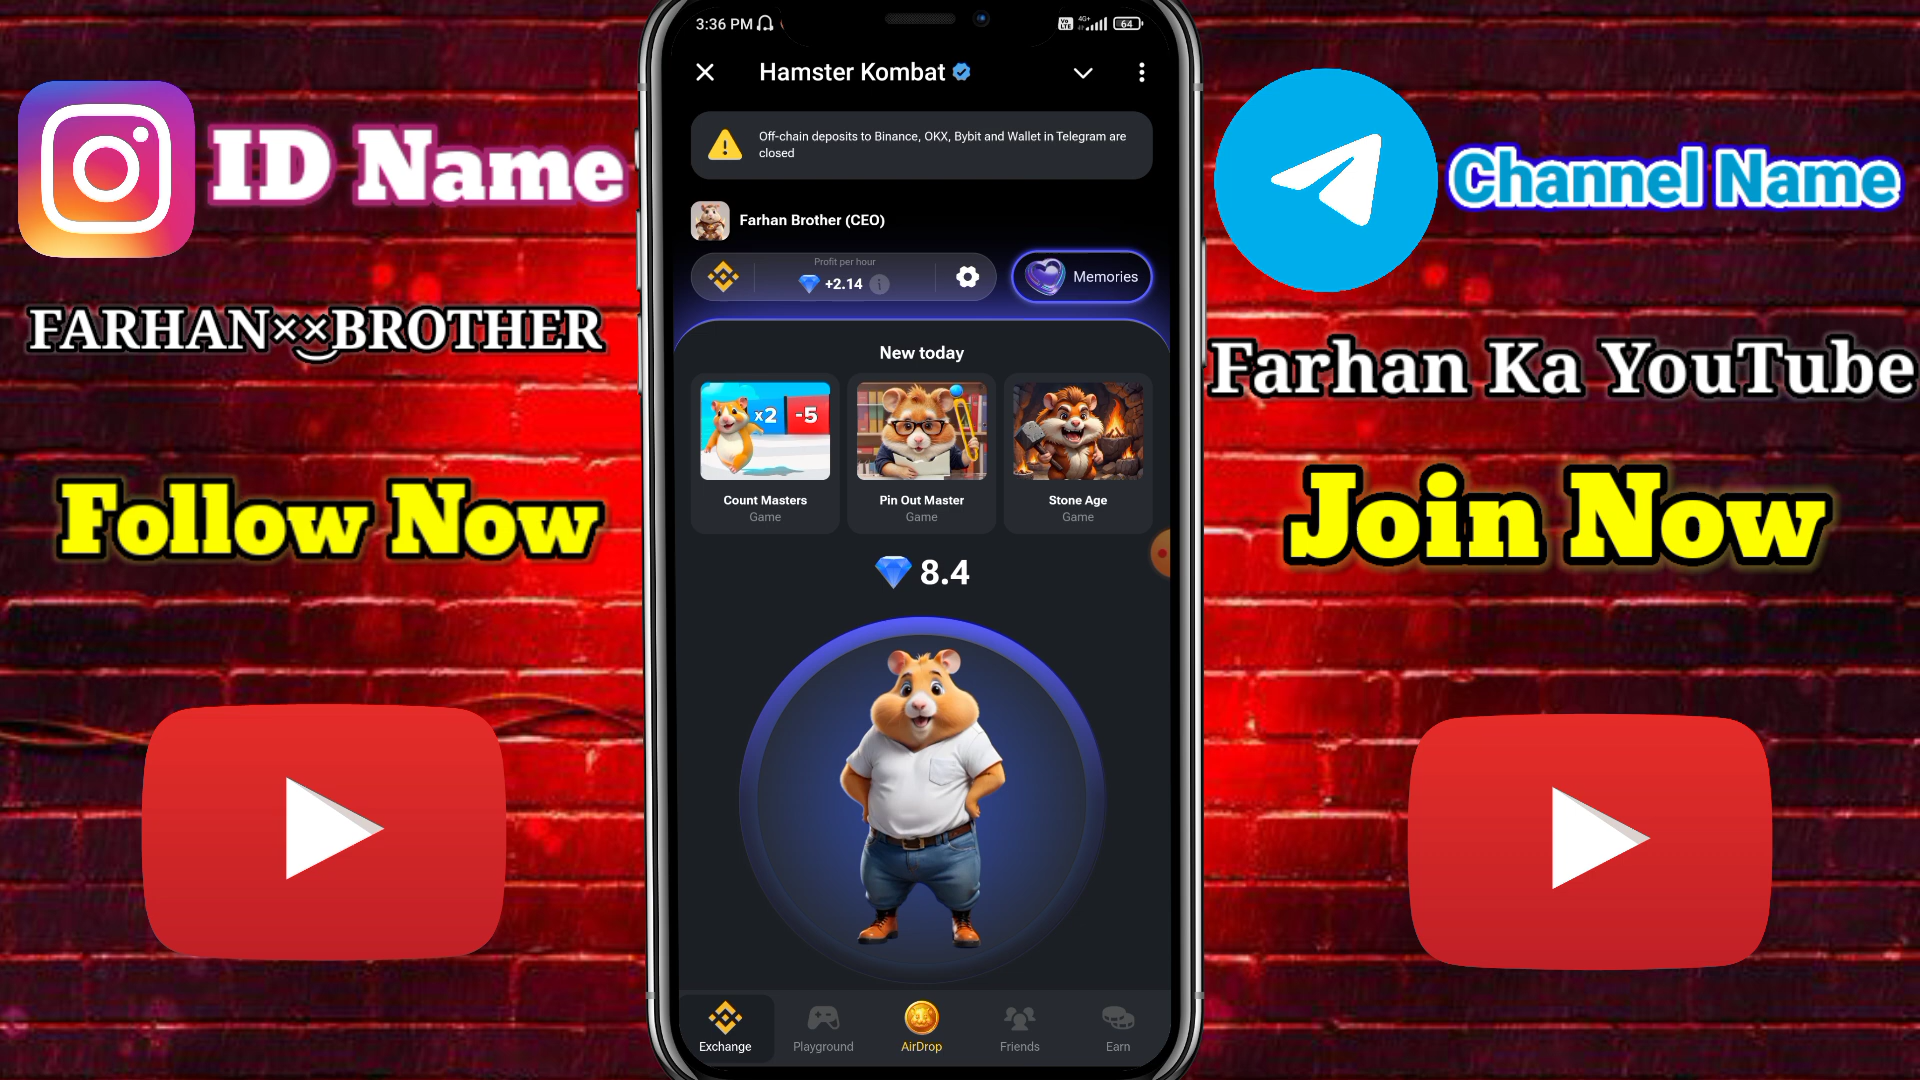 3:36 PM
Vo LTE
4G+
64
Hamster Kombat
Off-chain deposits to Binance, OKX, Bybit and Wallet in Telegram are
closed
Farhan Brother (CEO)
Profit per hour
+2.14
Memories
New today
x2
-5
Count Masters
Game
Pin Out Master
Game
Stone Age
Game
8.4
Exchange
Playground
AirDrop
Friends
Earn
ID Name
FARHAN××BROTHER
Follow Now
Channel Name
Farhan Ka YouTube
Join Now